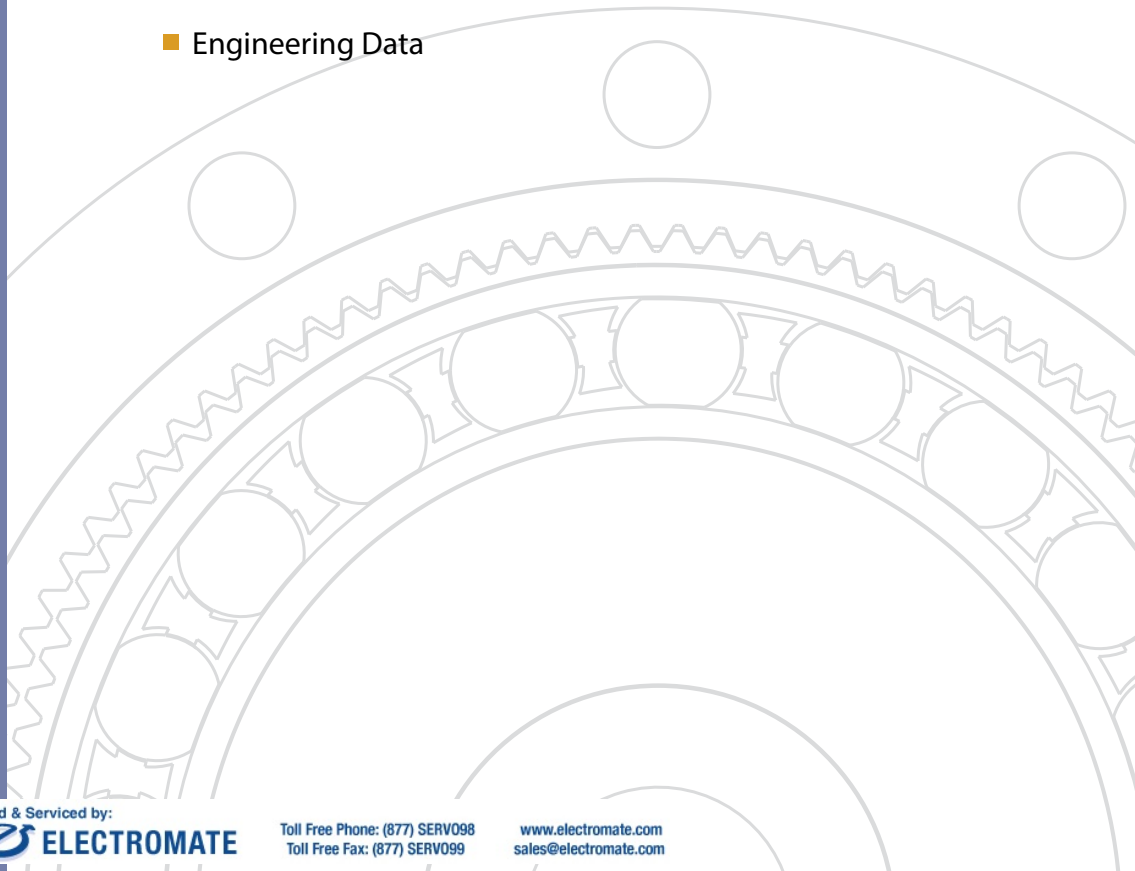 Engineering Data
d & Serviced by:
ELECTROMATE
Toll Free Phone: (877) SERVO98
Toll Free Fax: (877) SERVO99
www.electromate.com
sales@electromate.com